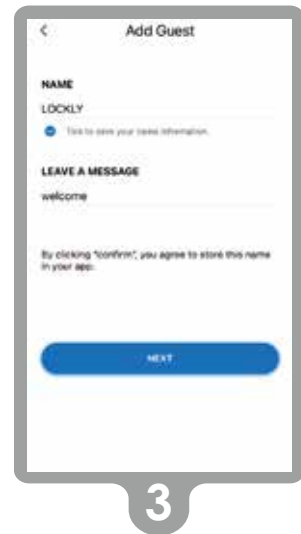 Add Guest
NAME
LOCKLY
Tick to save your name information.
LEAVE A MESSAGE
welcome
By clicking "confirm", you agree to store this name
in your app.
NEXT
3